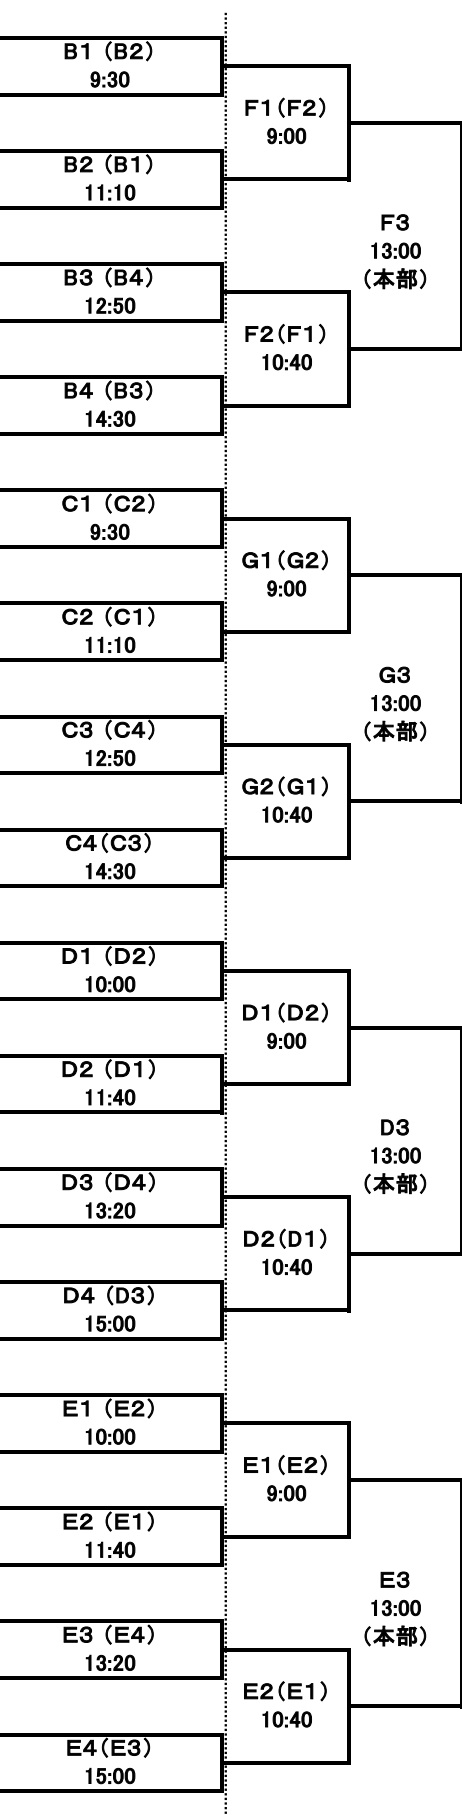 B1 (B2)
9:30
F1(F2)
9:00
B2 (B1)
11:10
F3
13:00
(本部)
B3 (B4)
12:50
F2(F1)
10:40
B4 (B3)
14:30
C1 (C2)
9:30
G1(G2)
9:00
C2 (C1)
11:10
G3
13:00
(本部)
C3 (C4)
12:50
G2(G1)
10:40
C4(C3)
14:30
D1 (D2)
10:00
D1(D2)
9:00
D2 (D1)
11:40
D3
13:00
(本部)
D3 (D4)
13:20
D2(D1)
10:40
D4 (D3)
15:00
E1 (E2)
10:00
E1(E2)
9:00
E2 (E1)
11:40
E3
13:00
(本部)
E3 (E4)
13:20
E2(E1)
10:40
E4(E3)
15:00